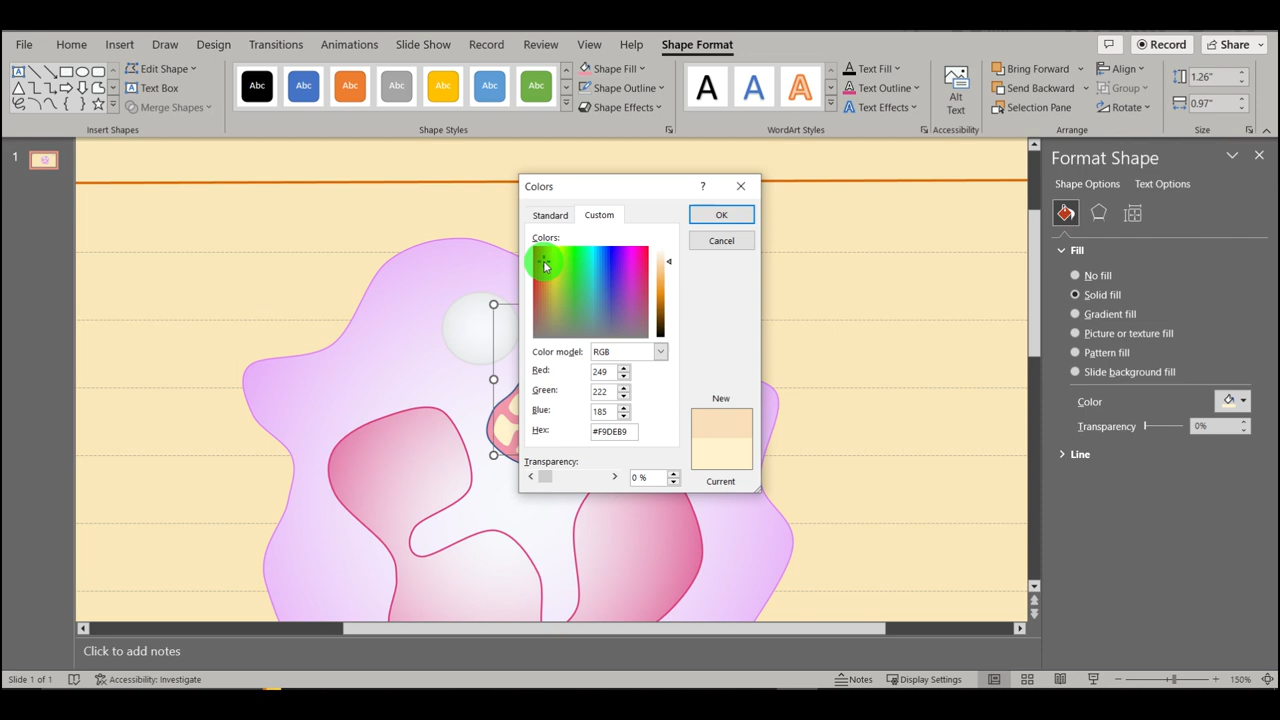 File Home Insert Draw Design Transitions Animations Slide Show Record Review View Help Shape Format Record Share
Edit Shape
Text Box
Merge Shapes
Insert Shapes
Abc Abc Abc Abc Abc Abc Abc
Shape Styles
Shape Fill
Shape Outline
Shape Effects
A A A
WordArt Styles
Text Fill
Text Outline
Text Effects
Alt
Text
Accessibility
Bring Forward
Send Backward
Selection Pane
Align
Group
Rotate
Arrange
1.26"
0.97"
Size
1
Colors ?
Standard Custom
OK
Cancel
Colors:
Color model: RGB
Red: 249
Green: 222
Blue: 185
Hex: #F9DEB9
Transparency:
0 %
New
Current
Format Shape
Shape Options Text Options
Fill
No fill
Solid fill
Gradient fill
Picture or texture fill
Pattern fill
Slide background fill
Color
Transparency 0%
Line
Click to add notes
Slide 1 of 1 Accessibility: Investigate Notes Display Settings 150%